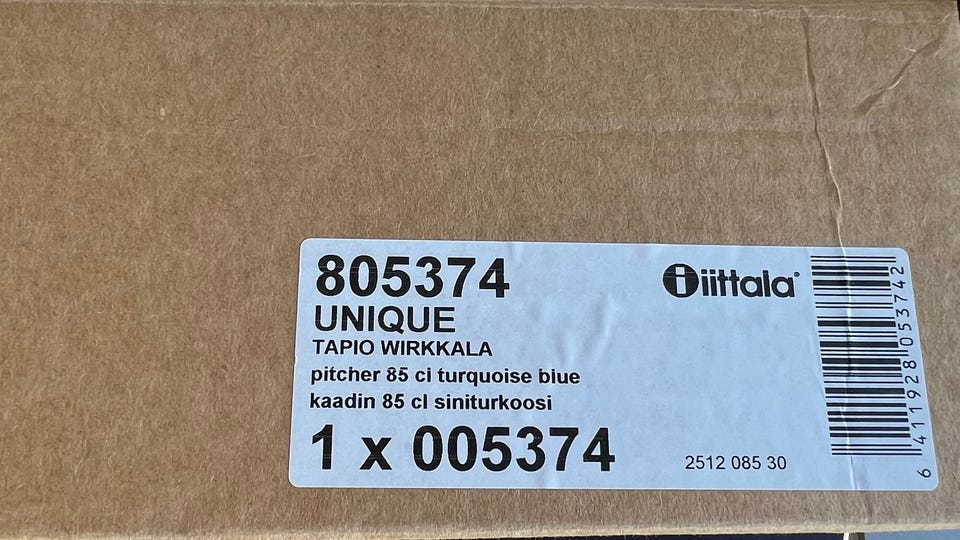 805374
iittala®
UNIQUE
TAPIO WIRKKALA
pitcher 85 cl turquoise blue
kaadin 85 cl siniturkoosi
1 x 005374
2512 085 30
6 411928 053742